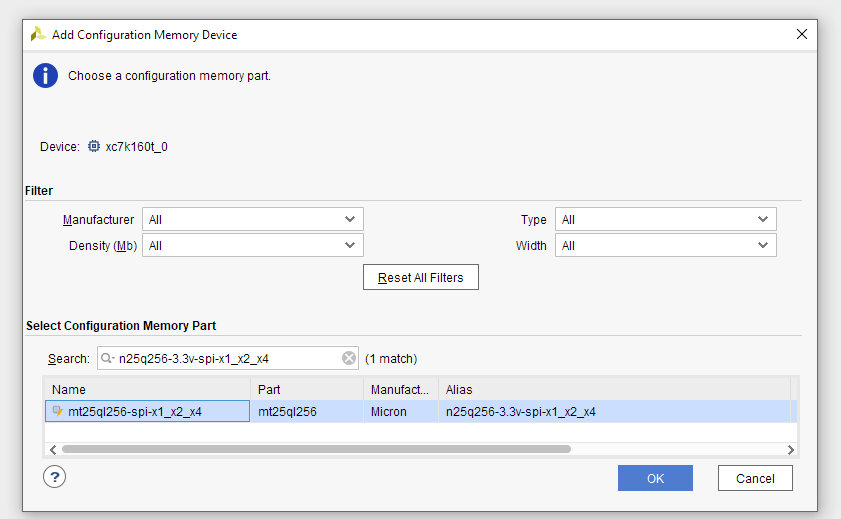 Add Configuration Memory Device
Choose a configuration memory part.
Device: xc7k160t_0
Filter
Manufacturer All Type All
Density (Mb) All Width All
Reset All Filters
Select Configuration Memory Part
Search: n25q256-3.3v-spi-x1_x2_x4 (1 match)
Name Part Manufact... Alias
mt25ql256-spi-x1_x2_x4 mt25ql256 Micron n25q256-3.3v-spi-x1_x2_x4
? OK Cancel